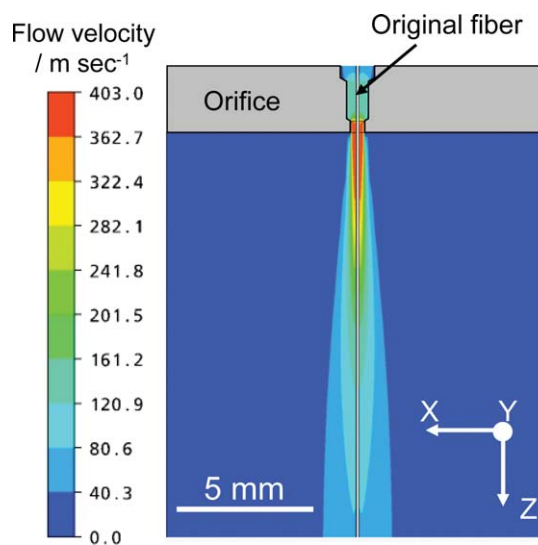 Flow velocity
/ m sec⁻¹
Original fiber
Orifice
403.0
362.7
322.4
282.1
241.8
201.5
161.2
120.9
80.6
40.3
0.0
X
Y
Z
5 mm